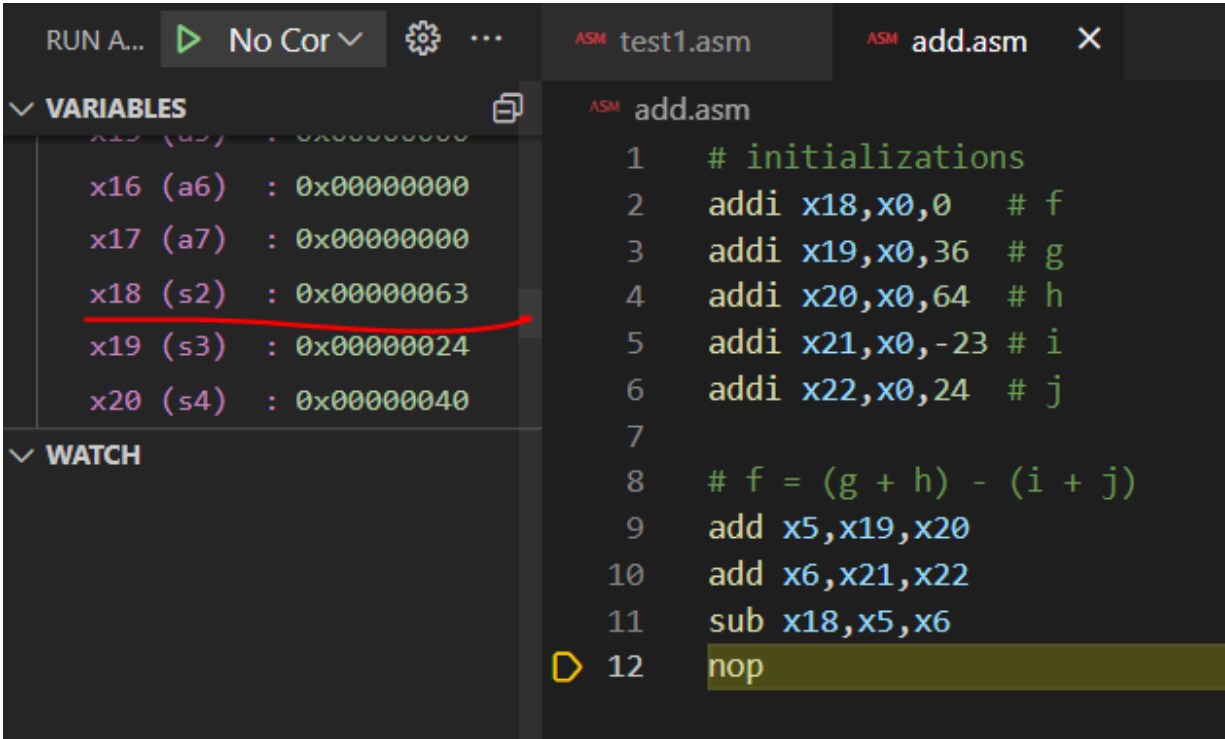 RUN A... No Cor ...
VARIABLES
x16 (a6) : 0x00000000
x17 (a7) : 0x00000000
x18 (s2) : 0x00000063
x19 (s3) : 0x00000024
x20 (s4) : 0x00000040
WATCH
ASM test1.asm ASM add.asm
ASM add.asm
1 # initializations
2 addi x18,x0,0 # f
3 addi x19,x0,36 # g
4 addi x20,x0,64 # h
5 addi x21,x0,-23 # i
6 addi x22,x0,24 # j
7
8 # f = (g + h) - (i + j)
9 add x5,x19,x20
10 add x6,x21,x22
11 sub x18,x5,x6
12 nop